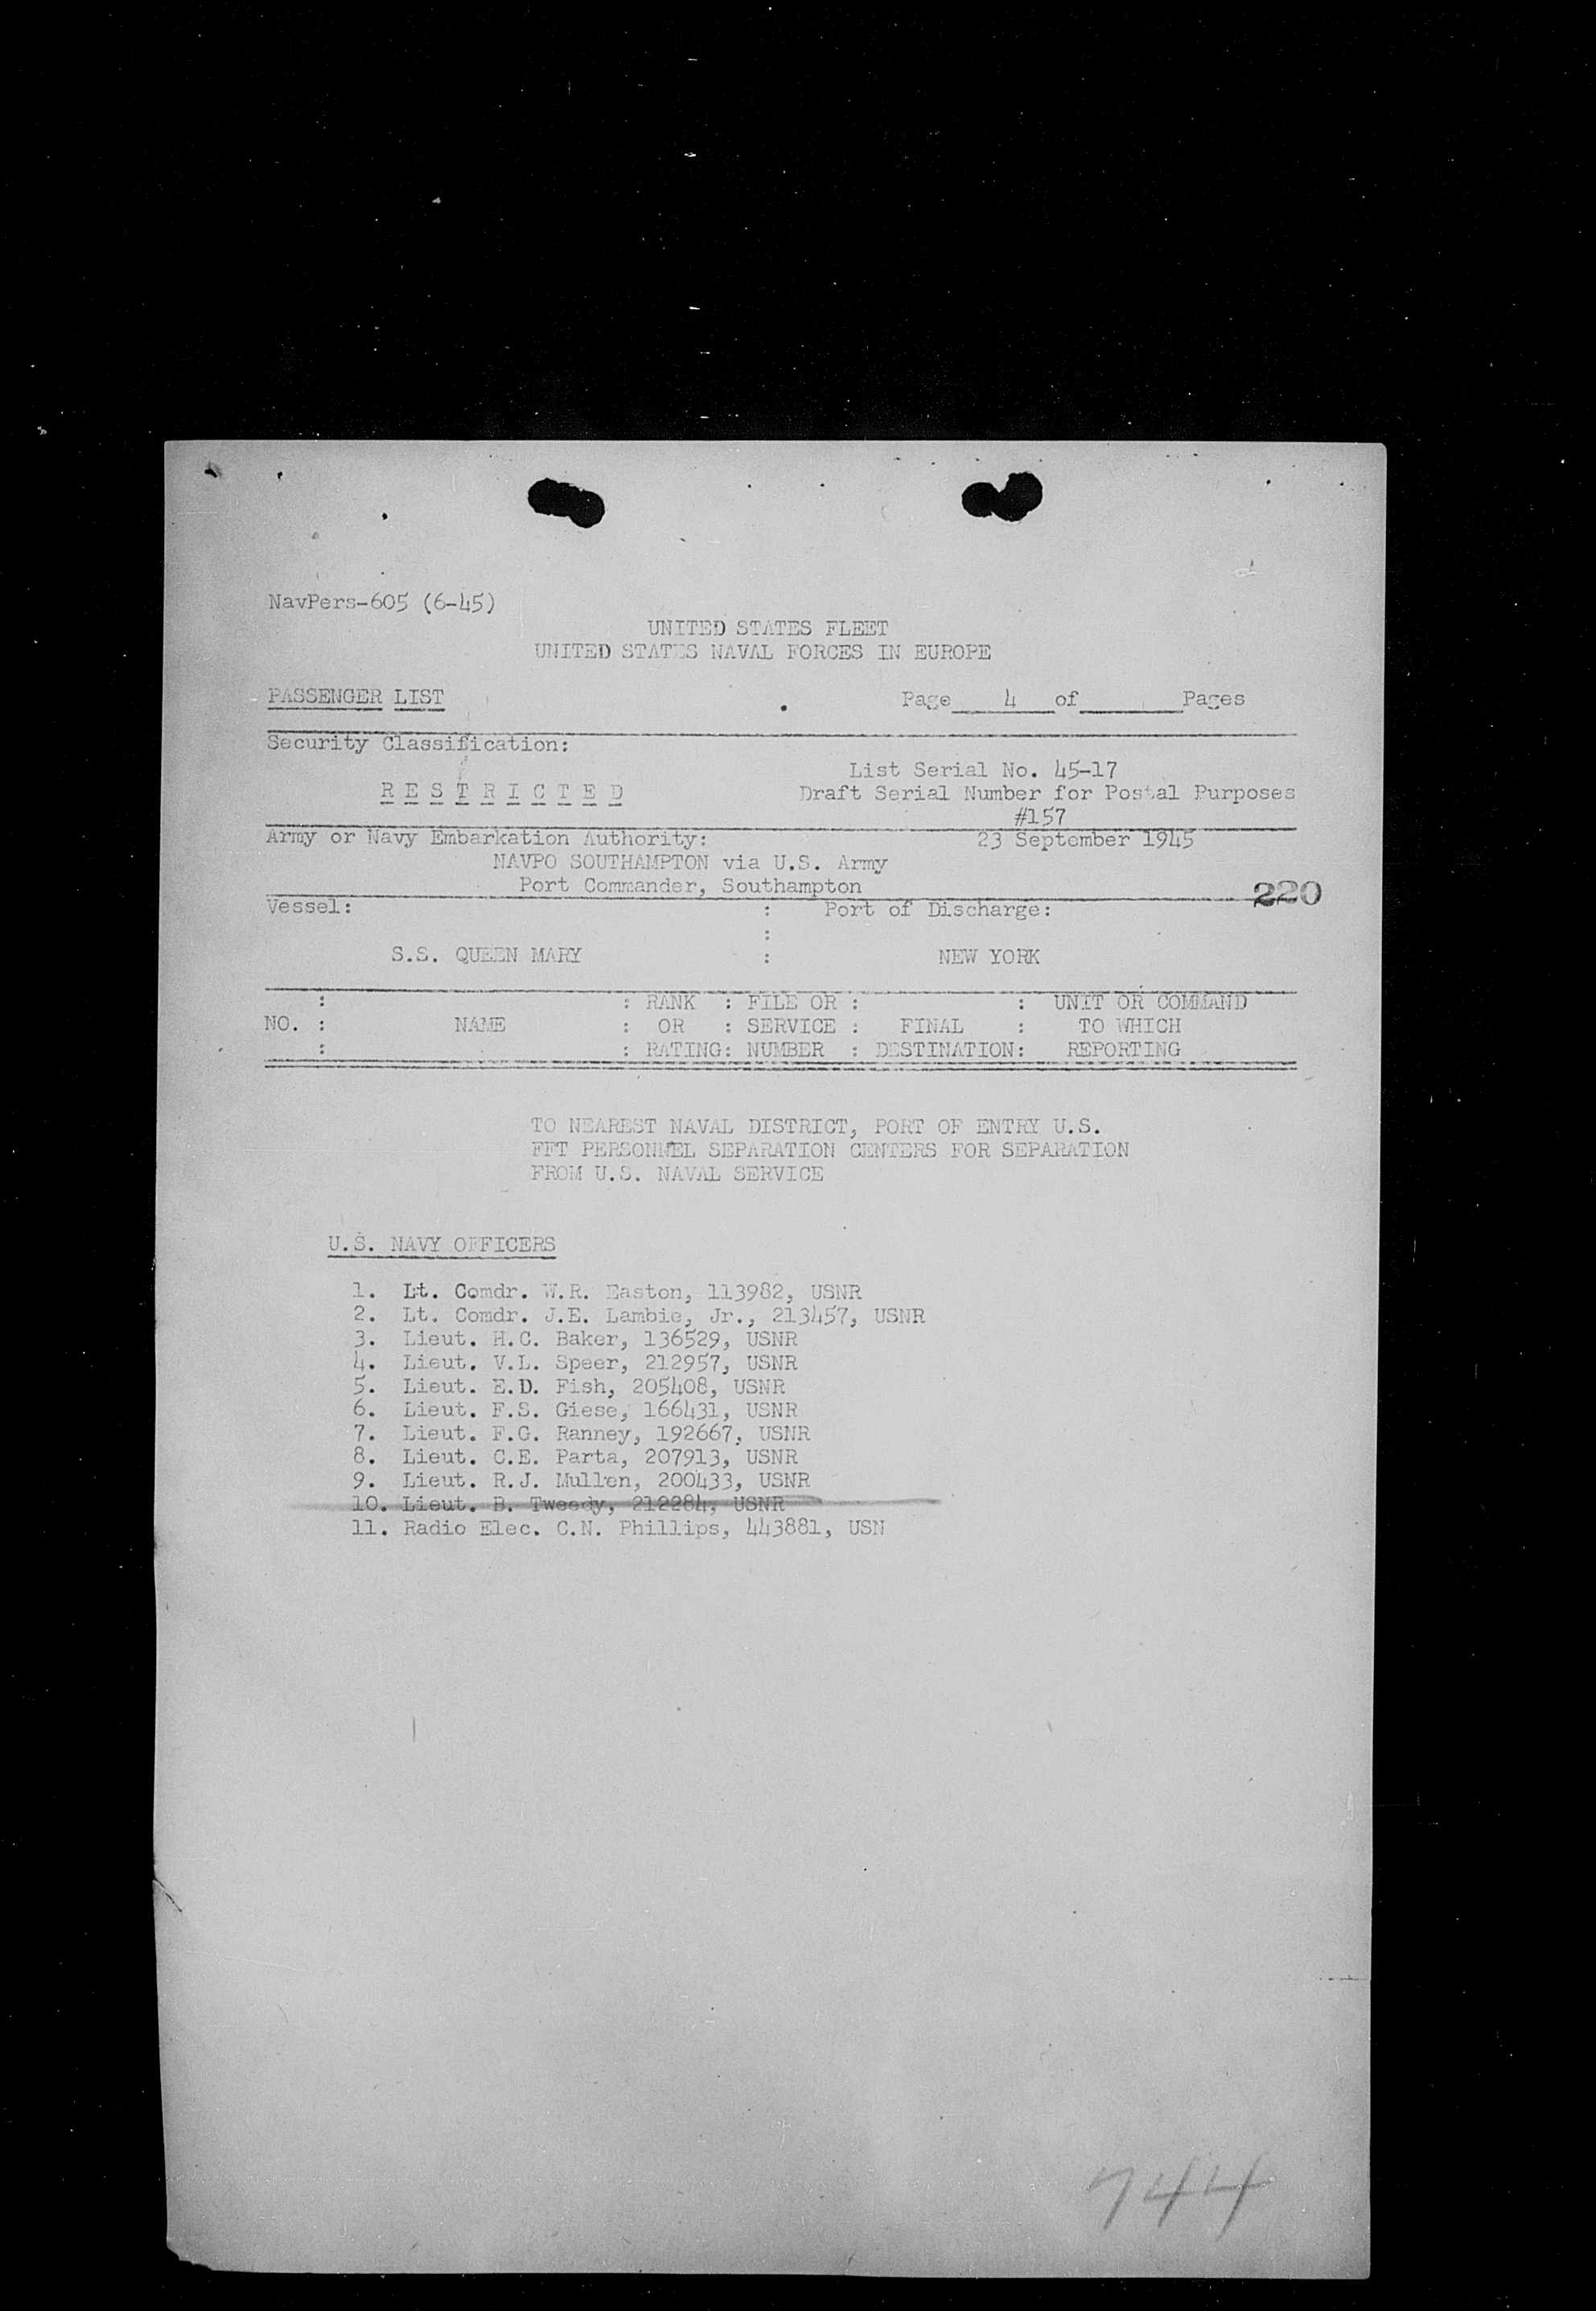 NavPers-605 (6-45)
UNITED STATES FLEET
UNITED STATES NAVAL FORCES IN EUROPE
PASSENGER LIST Page 4 of Pages
Security Classification:
List Serial No. 45-17
R E S T R I C T E D Draft Serial Number for Postal Purposes
#157
Army or Navy Embarkation Authority: 23 September 1945
NAVPO SOUTHAMPTON via U.S. Army
Port Commander, Southampton
220
Vessel: : Port of Discharge:
:
S.S. QUEEN MARY : NEW YORK
: : RANK : FILE OR : : UNIT OR COMMAND
NO. : NAME : OR : SERVICE : FINAL : TO WHICH
: : RATING: NUMBER : DESTINATION: REPORTING
TO NEAREST NAVAL DISTRICT, PORT OF ENTRY U.S.
FFT PERSONNEL SEPARATION CENTERS FOR SEPARATION
FROM U.S. NAVAL SERVICE
U.S. NAVY OFFICERS
1. Lt. Comdr. W.R. Easton, 113982, USNR
2. Lt. Comdr. J.E. Lambie, Jr., 213457, USNR
3. Lieut. H.C. Baker, 136529, USNR
4. Lieut. V.L. Speer, 212957, USNR
5. Lieut. E.D. Fish, 205408, USNR
6. Lieut. F.S. Giese, 166431, USNR
7. Lieut. F.G. Ranney, 192667, USNR
8. Lieut. C.E. Parta, 207913, USNR
9. Lieut. R.J. Mullen, 200433, USNR
10. Lieut. B. Tweedy, 212284, USNR
11. Radio Elec. C.N. Phillips, 443881, USN
744